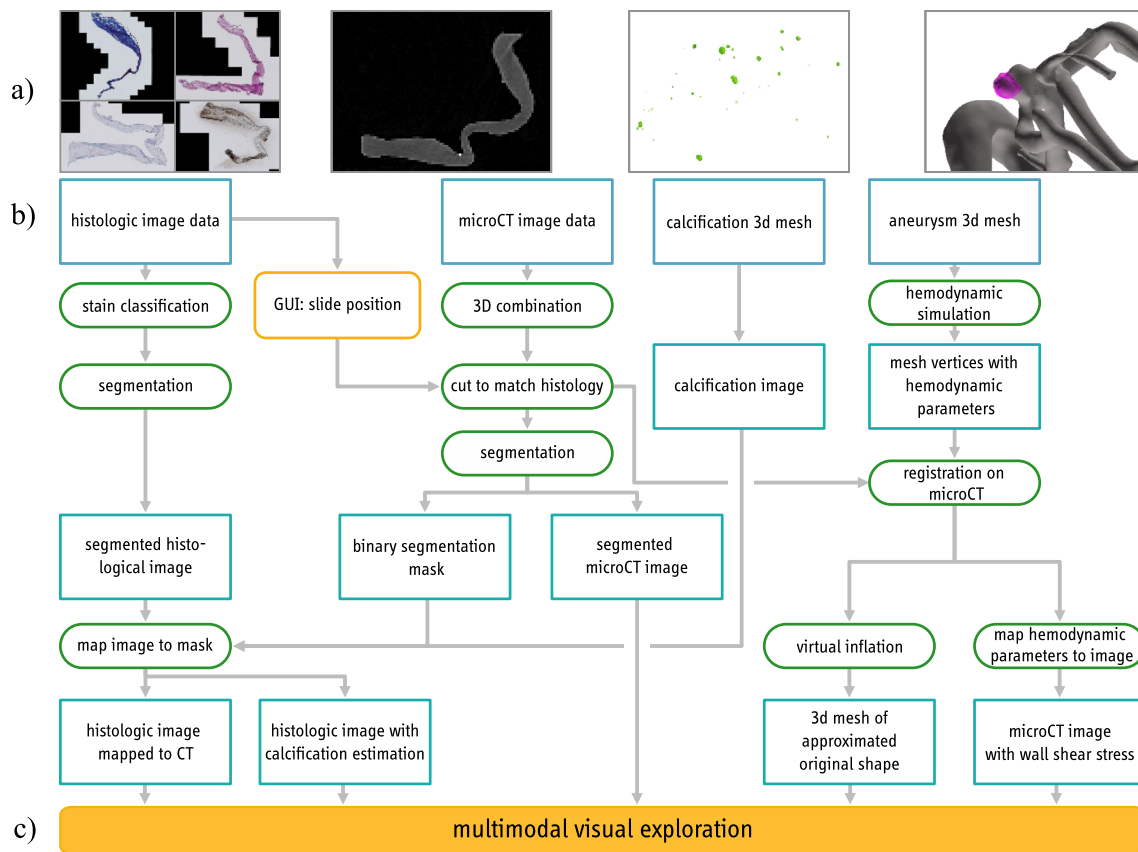 a)
b)
histologic image data
microCT image data
calcification 3d mesh
aneurysm 3d mesh
stain classification
GUI: slide position
3D combination
hemodynamic
simulation
segmentation
cut to match histology
calcification image
mesh vertices with
hemodynamic
parameters
segmentation
registration on
microCT
segmented histo-
logical image
binary segmentation
mask
segmented
microCT image
map image to mask
virtual inflation
map hemodynamic
parameters to image
histologic image
mapped to CT
histologic image with
calcification estimation
3d mesh of
approximated
original shape
microCT image
with wall shear stress
c)
multimodal visual exploration